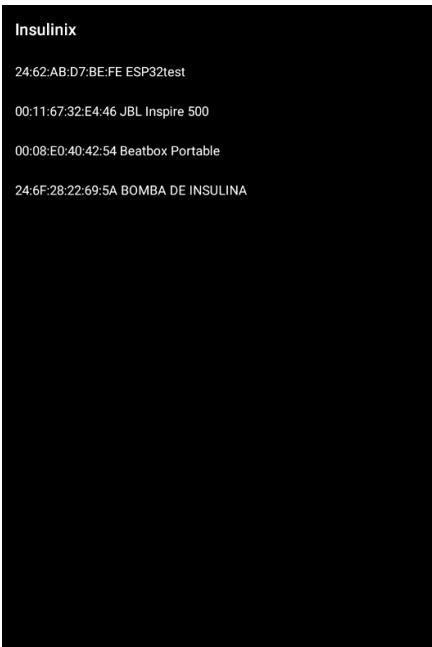 Insulinix
24:62:AB:D7:BE:FE ESP32test
00:11:67:32:E4:46 JBL Inspire 500
00:08:E0:40:42:54 Beatbox Portable
24:6F:28:22:69:5A BOMBA DE INSULINA